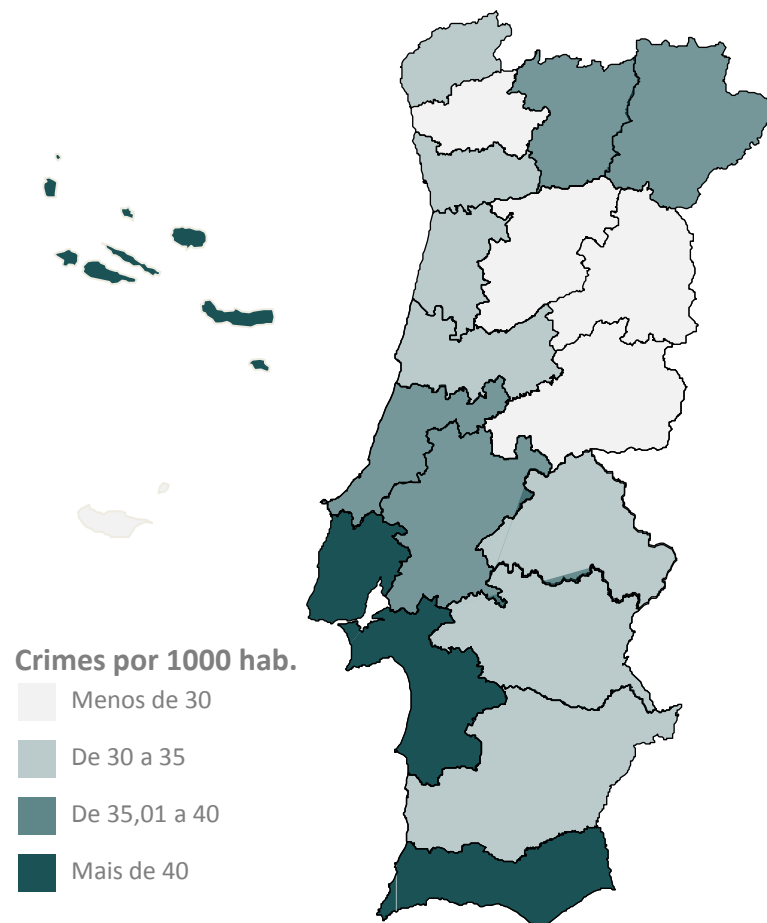 Crimes por 1000 hab.
Menos de 30
De 30 a 35
De 35,01 a 40
Mais de 40